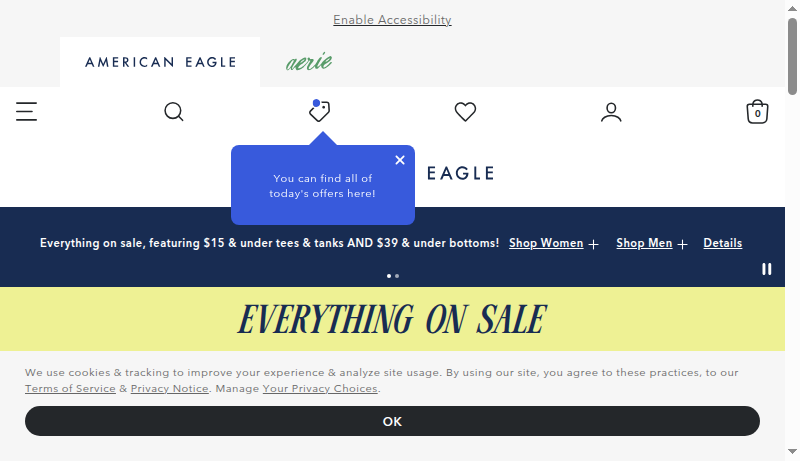 Enable Accessibility
AMERICAN EAGLE
aerie
0
You can find all of
today's offers here!
EAGLE
Everything on sale, featuring $15 & under tees & tanks AND $39 & under bottoms! Shop Women + Shop Men + Details
EVERYTHING ON SALE
We use cookies & tracking to improve your experience & analyze site usage. By using our site, you agree to these practices, to our
Terms of Service & Privacy Notice. Manage Your Privacy Choices.
OK